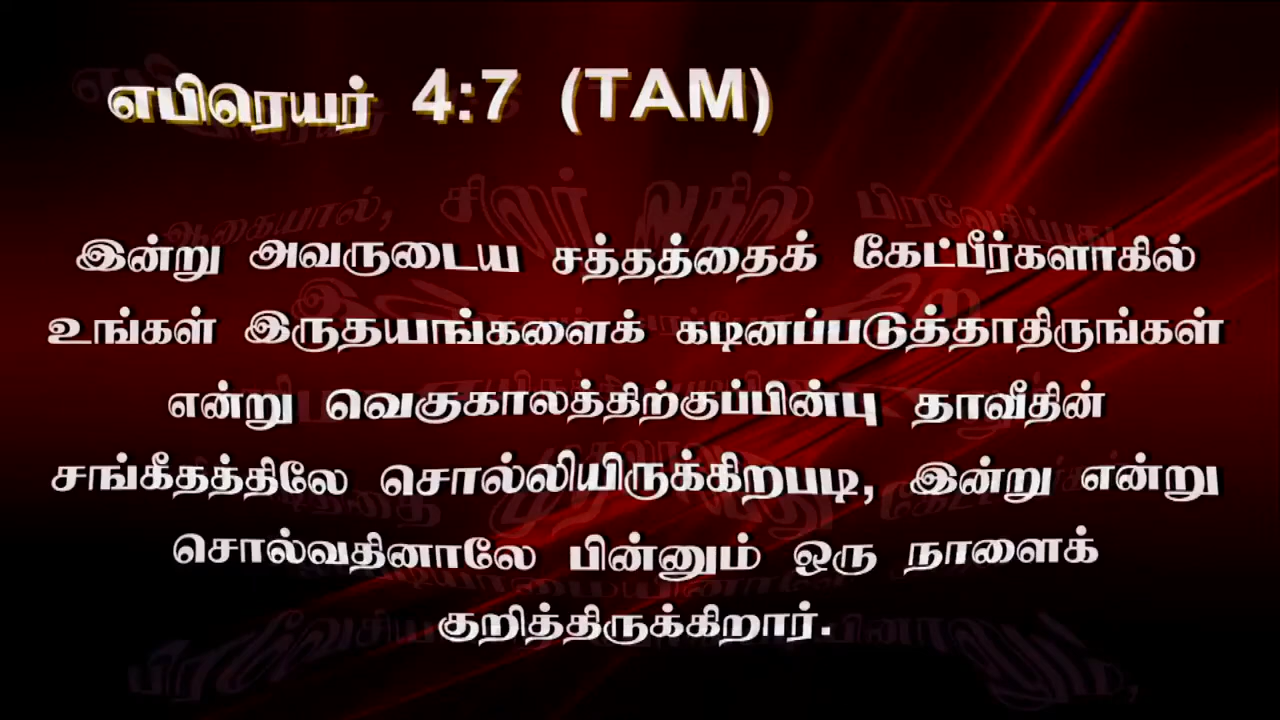 எபிரெயர் 4:7 (TAM)
இன்று அவருடைய சத்தத்தைக் கேட்பீர்களாகில்
உங்கள் இருதயங்களைக் கடினப்படுத்தாதிருங்கள்
என்று வெகுகாலத்திற்குப்பின்பு தாவீதின்
சங்கீதத்திலே சொல்லியிருக்கிறபடி, இன்று என்று
சொல்வதினாலே பின்னும் ஒரு நாளைக்
குறித்திருக்கிறார்.